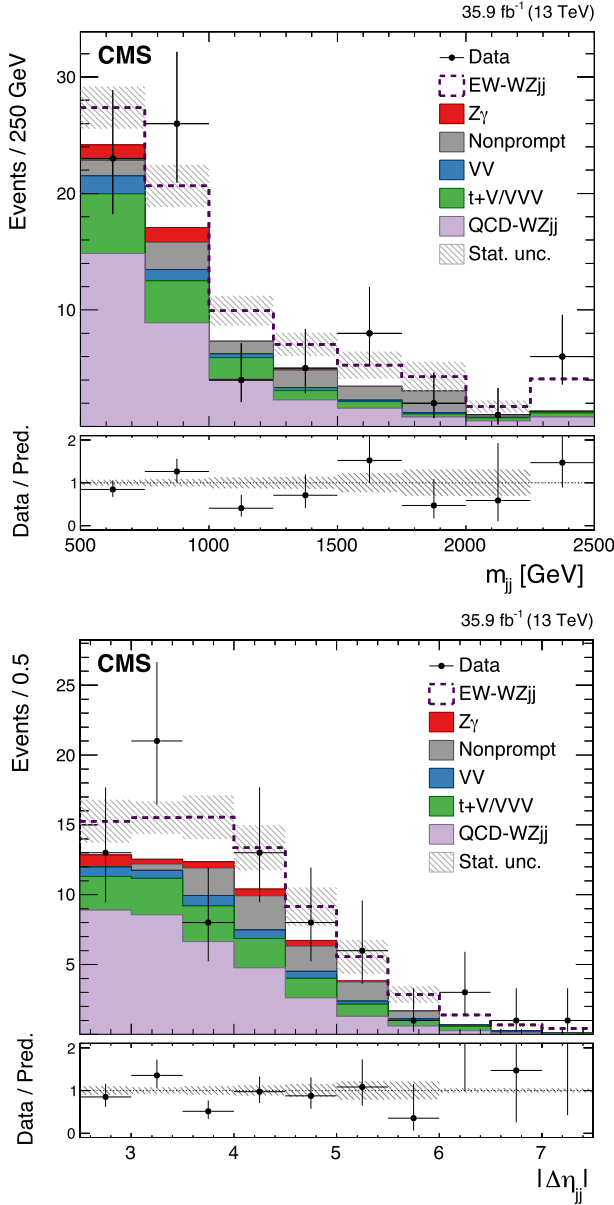 35.9 fb⁻¹ (13 TeV)
CMS
Data
EW-WZjj
Zγ
Nonprompt
VV
t+V/VVV
QCD-WZjj
Stat. unc.
Events / 250 GeV
30
20
10
Data / Pred.
2
1
0
500 1000 1500 2000 2500
m_jj [GeV]
35.9 fb⁻¹ (13 TeV)
CMS
Data
EW-WZjj
Zγ
Nonprompt
VV
t+V/VVV
QCD-WZjj
Stat. unc.
Events / 0.5
25
20
15
10
5
Data / Pred.
2
1
0
3 4 5 6 7
|Δη_jj|